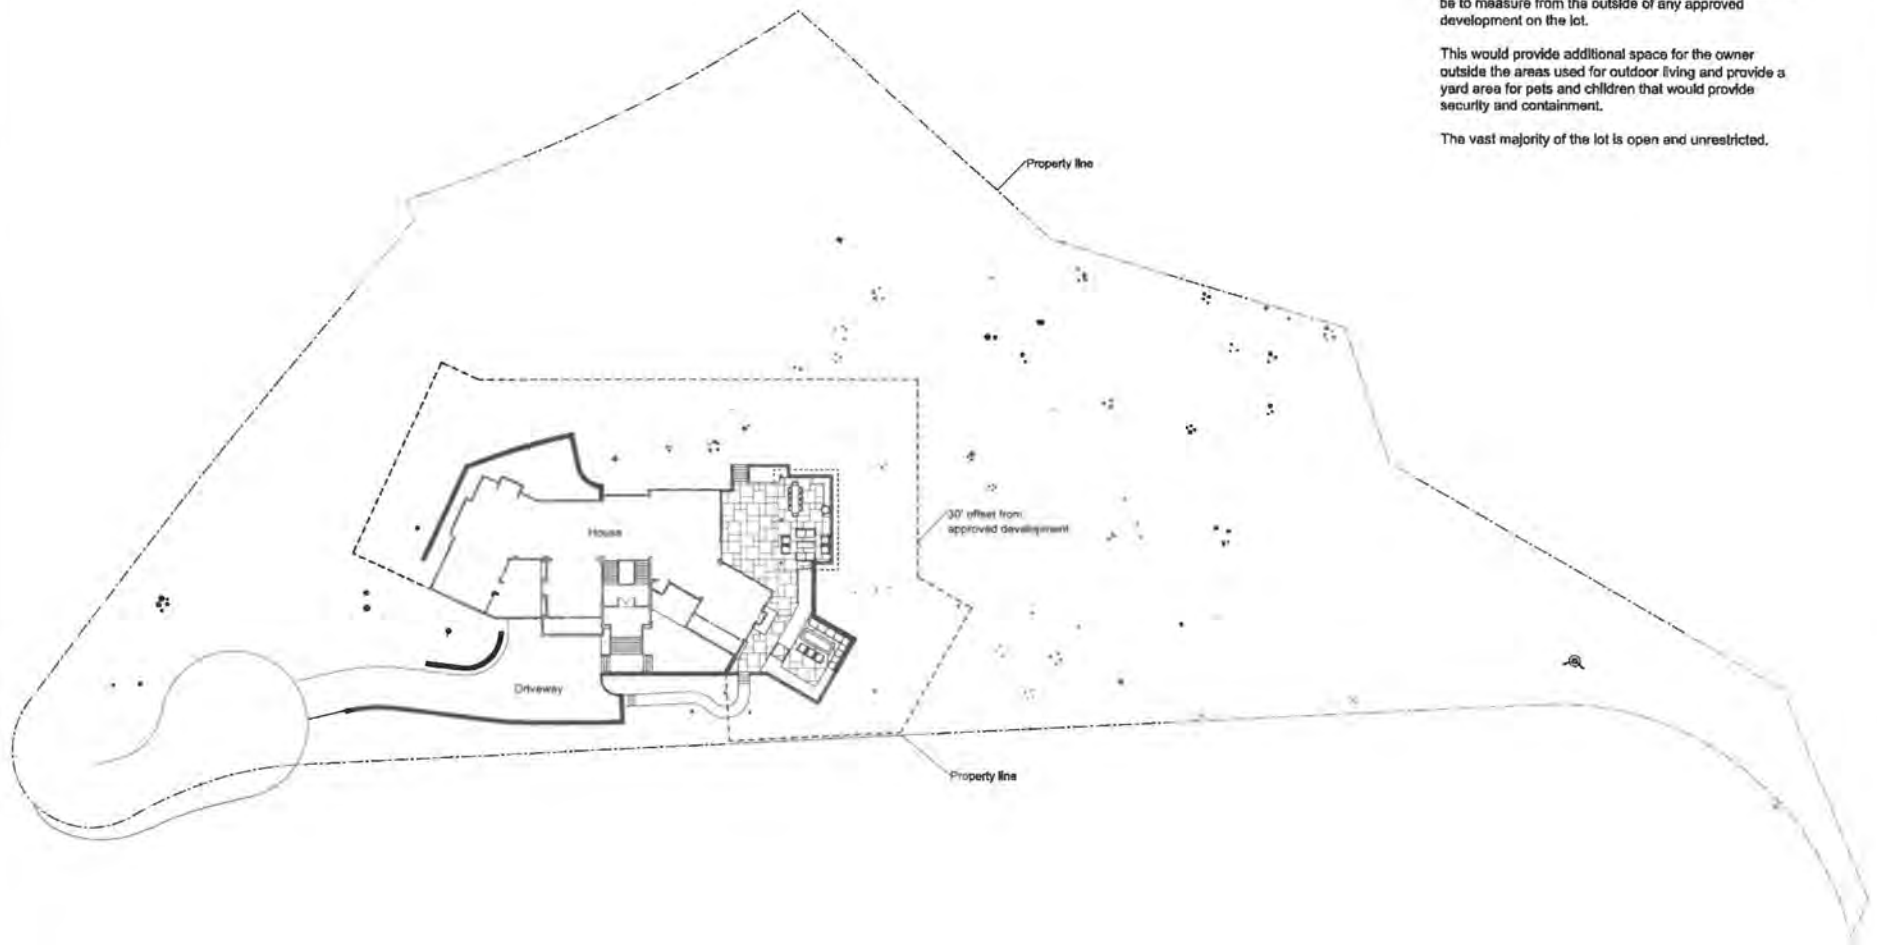 be to measure from the outside of any approved
development on the lot.
This would provide additional space for the owner
outside the areas used for outdoor living and provide a
yard area for pets and children that would provide
security and containment.
The vast majority of the lot is open and unrestricted.
Property line
House
30' offset from
approved development
Driveway
Property line